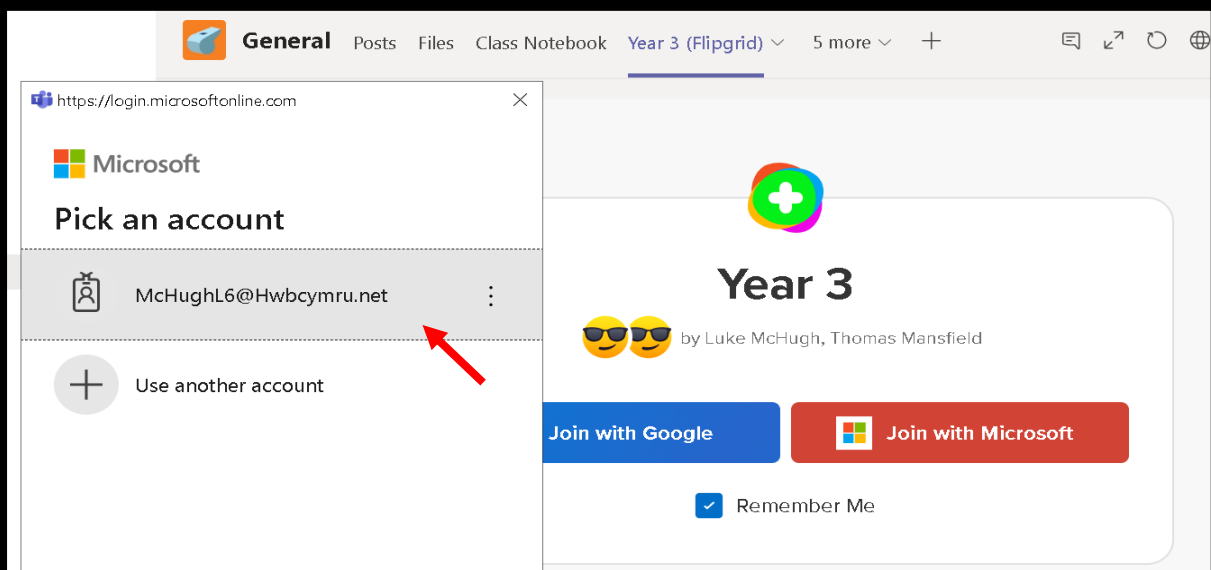 General Posts Files Class Notebook Year 3 (Flipgrid) 5 more
https://login.microsoftonline.com
Microsoft
Pick an account
McHughL6@Hwbcymru.net
Use another account
Year 3
by Luke McHugh, Thomas Mansfield
Join with Google Join with Microsoft
Remember Me